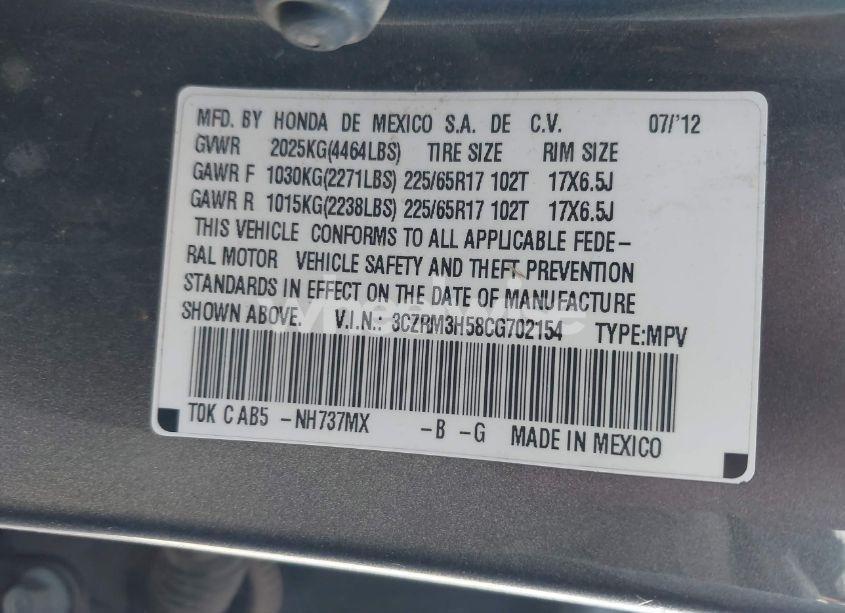 MFD. BY HONDA DE MEXICO S.A. DE C.V. 07/'12
GVWR 2025KG(4464LBS) TIRE SIZE RIM SIZE
GAWR F 1030KG(2271LBS) 225/65R17 102T 17X6.5J
GAWR R 1015KG(2238LBS) 225/65R17 102T 17X6.5J
THIS VEHICLE CONFORMS TO ALL APPLICABLE FEDE-
RAL MOTOR VEHICLE SAFETY AND THEFT PREVENTION
STANDARDS IN EFFECT ON THE DATE OF MANUFACTURE
SHOWN ABOVE. V.I.N.: 3CZRM3H58CG702154 TYPE:MPV
T0K C AB5 -NH737MX -B -G MADE IN MEXICO